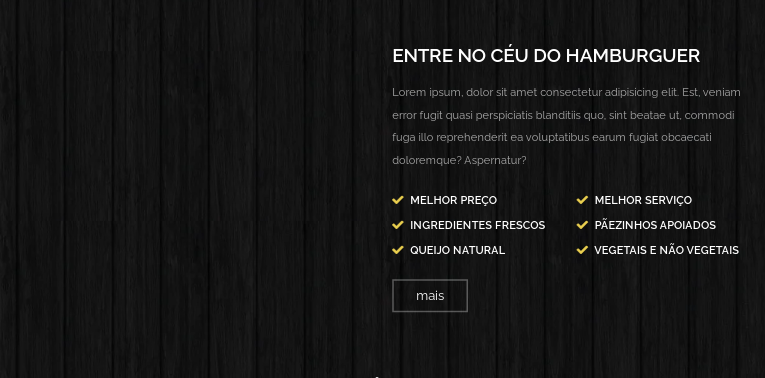 ENTRE NO CÉU DO HAMBURGUER
Lorem ipsum, dolor sit amet consectetur adipisicing elit. Est, veniam
error fugit quasi perspiciatis blanditiis quo, sint beatae ut, commodi
fuga illo reprehenderit ea voluptatibus earum fugiat obcaecati
doloremque? Aspernatur?
MELHOR PREÇO
MELHOR SERVIÇO
INGREDIENTES FRESCOS
PÃEZINHOS APOIADOS
QUEIJO NATURAL
VEGETAIS E NÃO VEGETAIS
mais